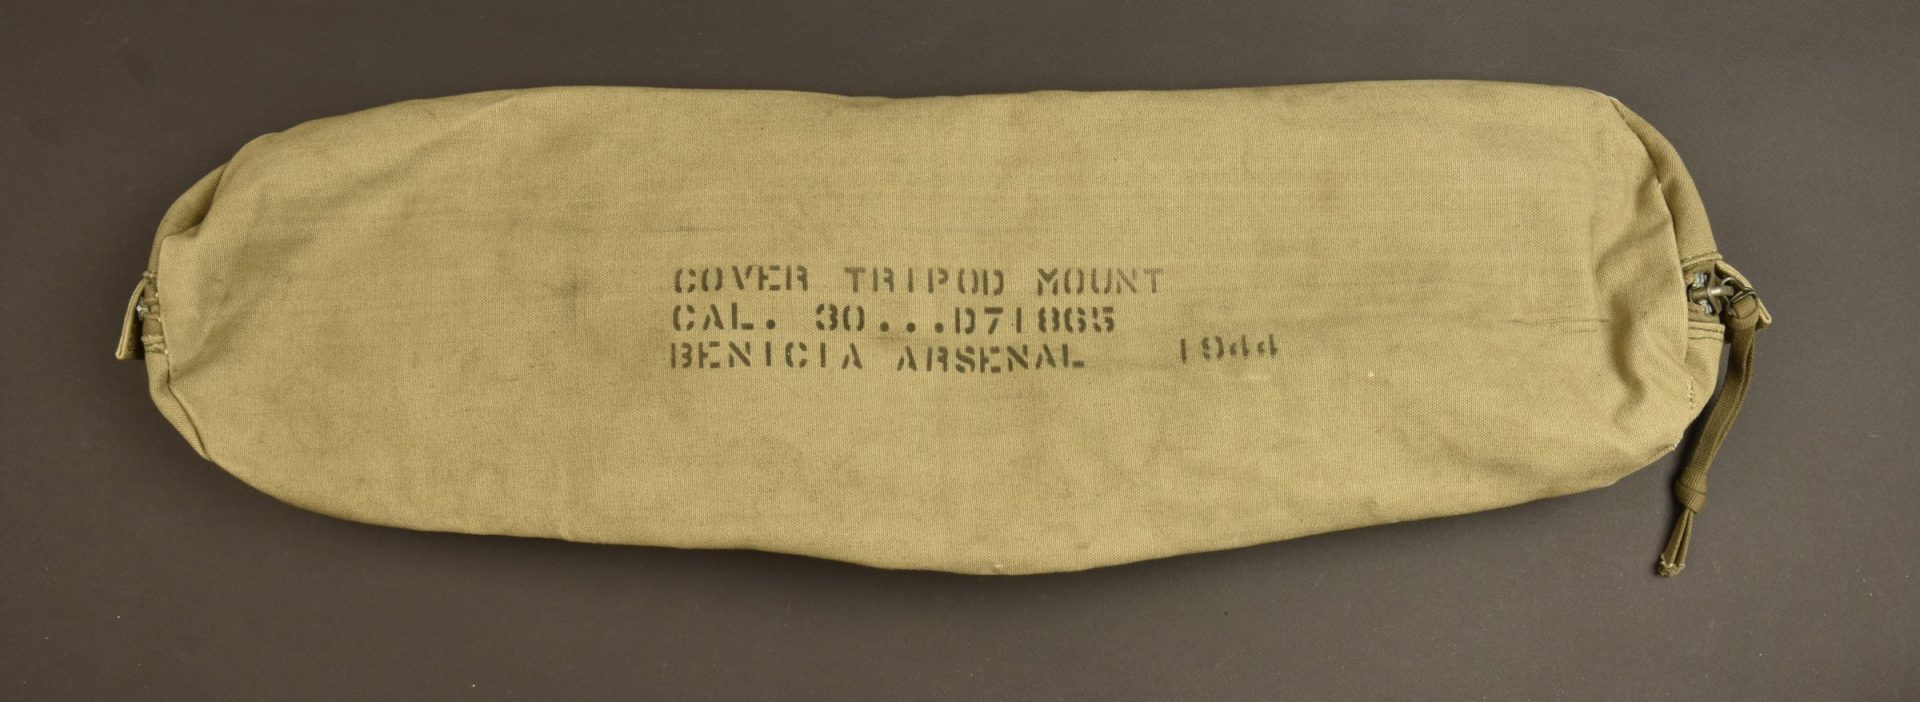 COVER TRIPOD MOUNT
CAL. 30...D71865
BENICIA ARSENAL 1944